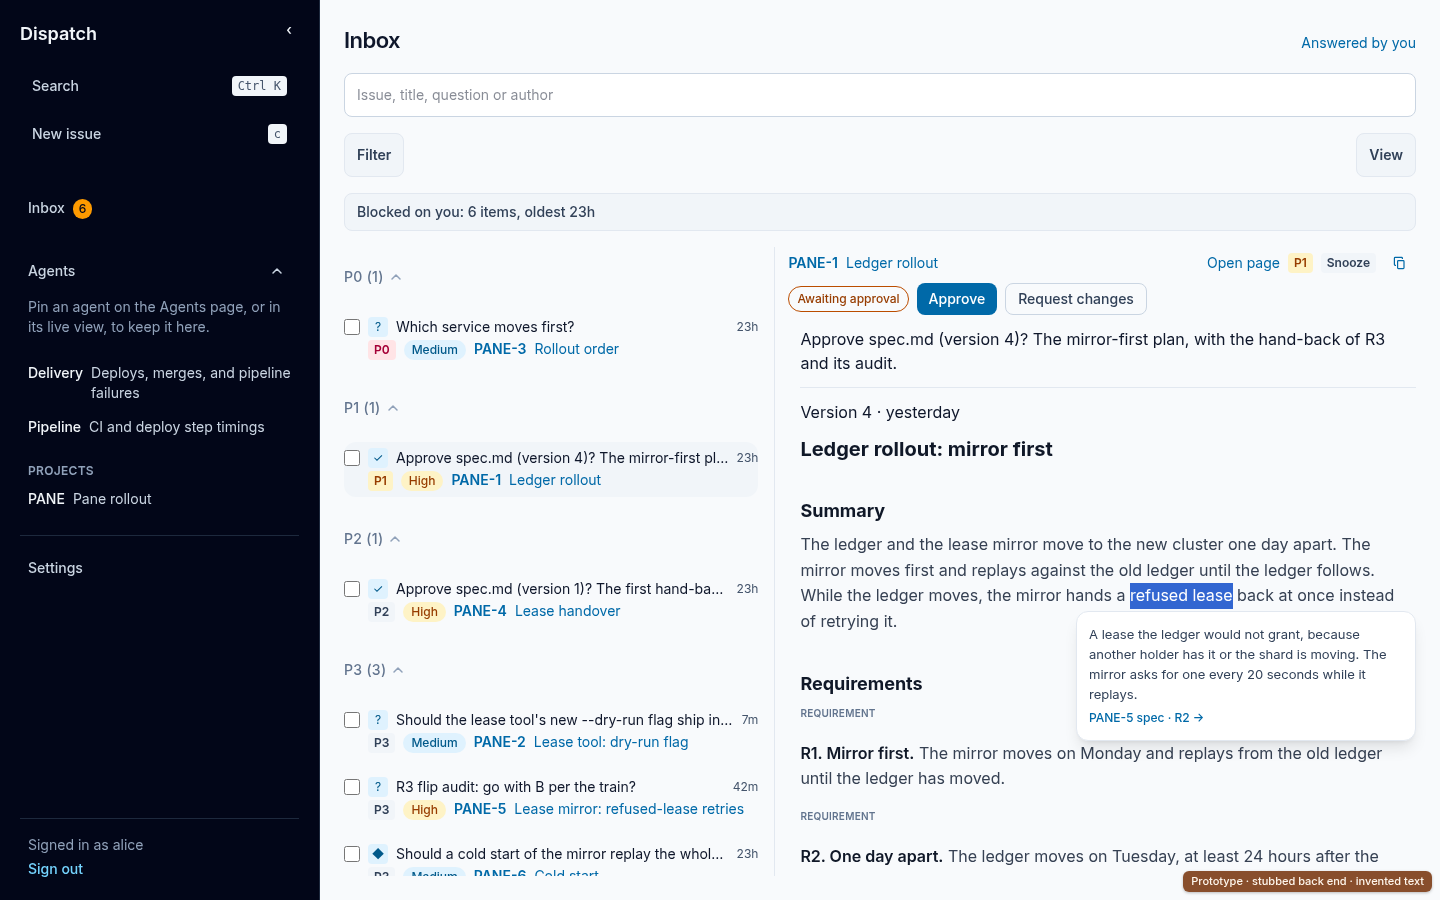 Dispatch
Search Ctrl K
New issue c
Inbox 6
Agents
Pin an agent on the Agents page, or in
its live view, to keep it here.
Delivery Deploys, merges, and pipeline
failures
Pipeline CI and deploy step timings
PROJECTS
PANE Pane rollout
Settings
Signed in as alice
Sign out
Inbox
Answered by you
Issue, title, question or author
Filter
View
Blocked on you: 6 items, oldest 23h
P0 (1)
? Which service moves first? 23h
P0 Medium PANE-3 Rollout order
P1 (1)
Approve spec.md (version 4)? The mirror-first pl... 23h
P1 High PANE-1 Ledger rollout
P2 (1)
Approve spec.md (version 1)? The first hand-ba... 23h
P2 High PANE-4 Lease handover
P3 (3)
? Should the lease tool's new --dry-run flag ship in... 7m
P3 Medium PANE-2 Lease tool: dry-run flag
? R3 flip audit: go with B per the train? 42m
P3 High PANE-5 Lease mirror: refused-lease retries
Should a cold start of the mirror replay the whol... 23h
P3 Medium PANE-6 Cold start
PANE-1 Ledger rollout
Open page P1 Snooze
Awaiting approval Approve Request changes
Approve spec.md (version 4)? The mirror-first plan, with the hand-back of R3
and its audit.
Version 4 · yesterday
Ledger rollout: mirror first
Summary
The ledger and the lease mirror move to the new cluster one day apart. The
mirror moves first and replays against the old ledger until the ledger follows.
While the ledger moves, the mirror hands a refused lease back at once instead
of retrying it.
A lease the ledger would not grant, because
another holder has it or the shard is moving. The
mirror asks for one every 20 seconds while it
replays.
PANE-5 spec · R2 →
Requirements
REQUIREMENT
R1. Mirror first. The mirror moves on Monday and replays from the old ledger
until the ledger has moved.
REQUIREMENT
R2. One day apart. The ledger moves on Tuesday, at least 24 hours after the
Prototype · stubbed back end · invented text